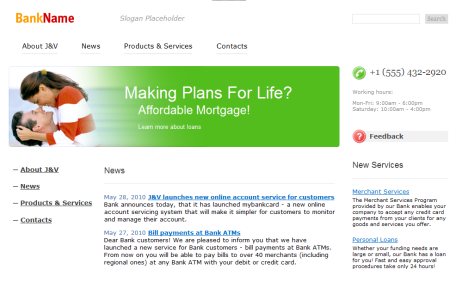 BankName
Slogan Placeholder
Search
About J&V News Products & Services Contacts
Making Plans For Life?
Affordable Mortgage!
Learn more about loans
+1 (555) 432-2920
Working hours:
Mon-Fri: 9:00am - 6:00pm
Saturday: 10:00am - 4:00pm
Feedback
— About J&V
— News
— Products & Services
— Contacts
News
May 28, 2010 J&V launches new online account service for customers
Bank announces today, that it has launched mybankcard - a new online
account servicing system that will make it simpler for customers to monitor
and manage their account.
May 27, 2010 Bill payments at Bank ATMs
Dear Bank customers! We are pleased to inform you that we have
launched a new service for Bank customers - bill payments at Bank ATMs.
From now on you will be able to pay bills to over 40 merchants (including
regional ones) at any Bank ATM with your debit or credit card.
New Services
Merchant Services
The Merchant Services Program
provided by our Bank enables your
company to accept any credit card
payments from your clients for any
goods and services you offer.
Personal Loans
Whether your funding needs are
large or small, our Bank has a loan
for you! Fast and easy approval
procedures take only 24 hours!